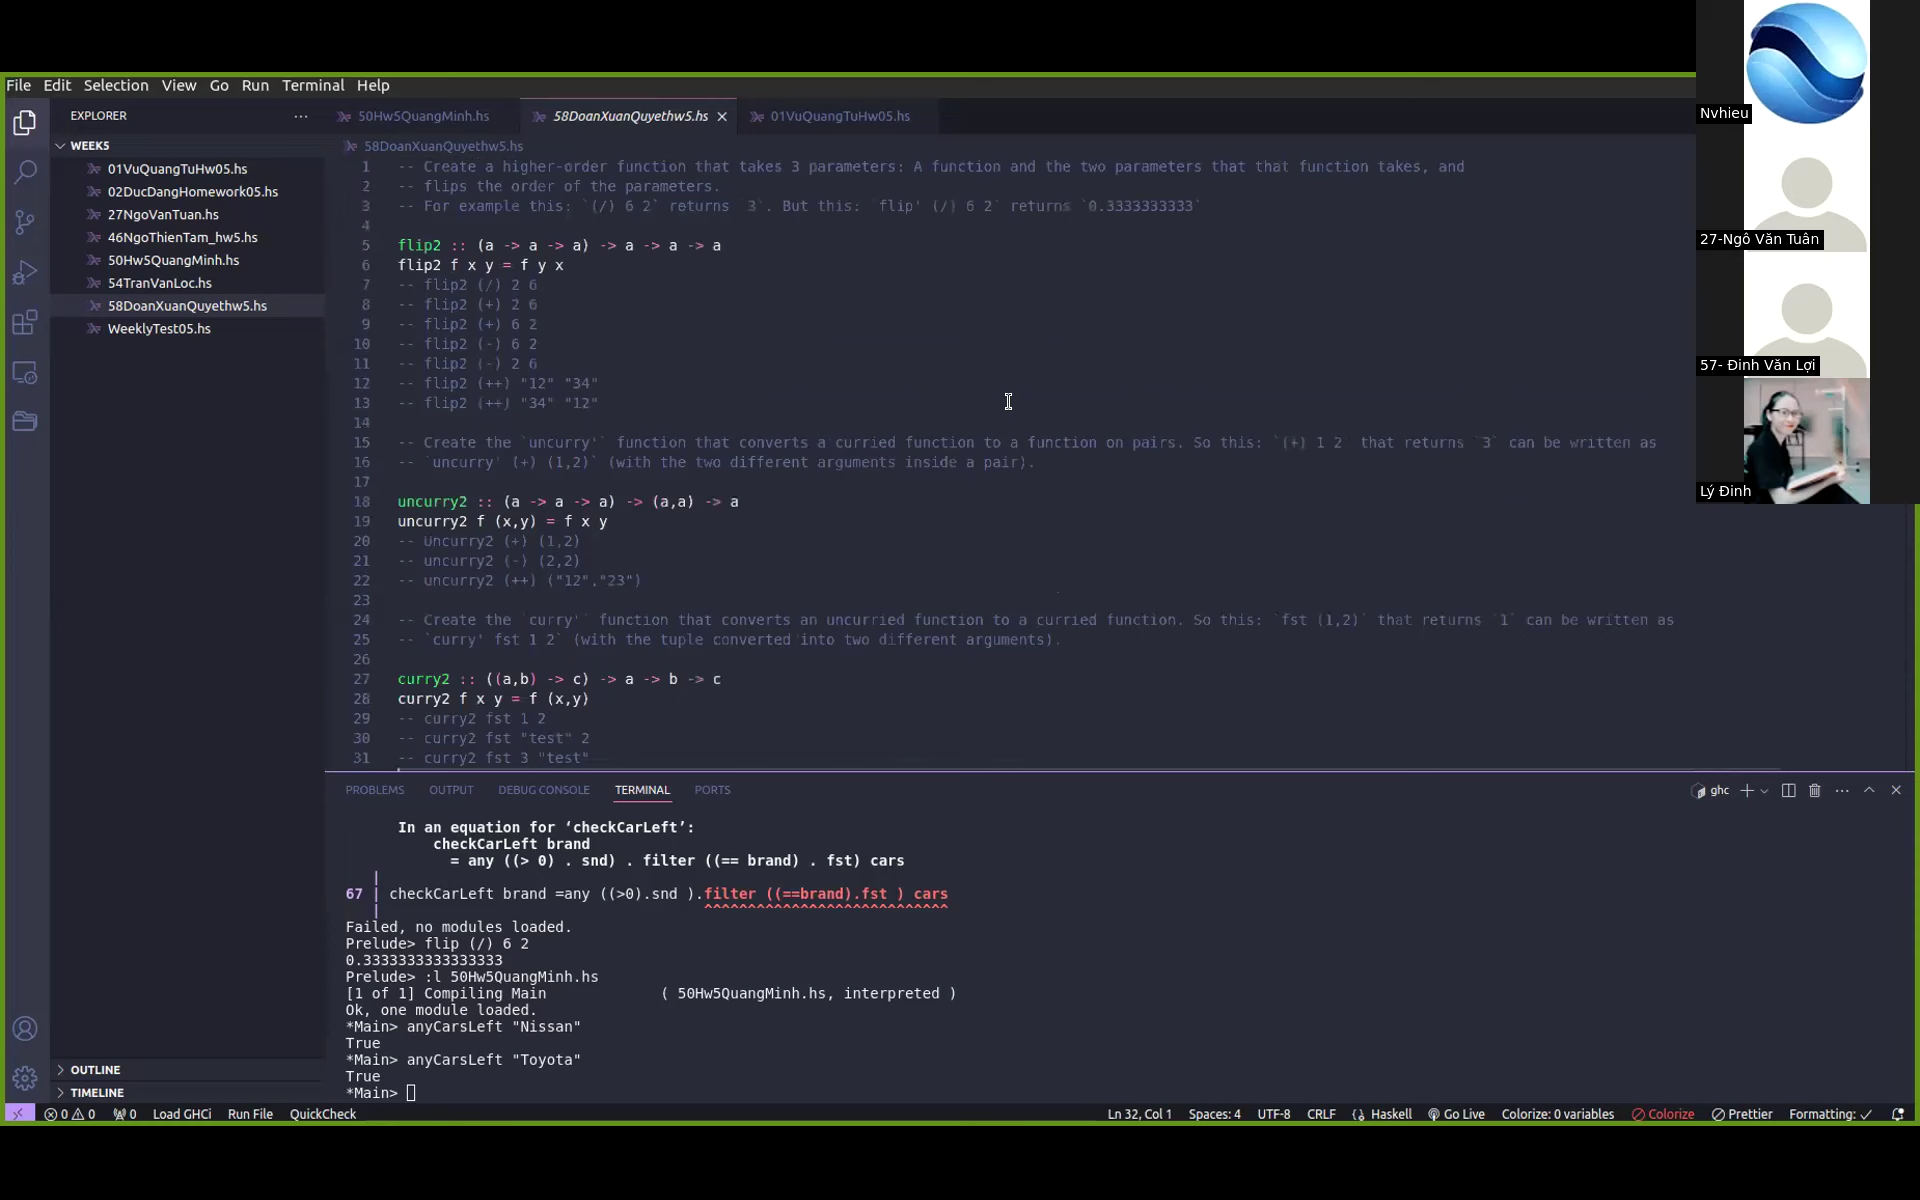 File Edit Selection View Go Run Terminal Help
EXPLORER
WEEK5
01VuQuangTuHw05.hs
02DucDangHomework05.hs
27NgoVanTuan.hs
46NgoThienTam_hw5.hs
50Hw5QuangMinh.hs
54TranVanLoc.hs
58DoanXuanQuyethw5.hs
WeeklyTest05.hs
OUTLINE
TIMELINE
50Hw5QuangMinh.hs 58DoanXuanQuyethw5.hs 01VuQuangTuHw05.hs
58DoanXuanQuyethw5.hs
1 -- Create a higher-order function that takes 3 parameters: A function and the two parameters that that function takes, and
2 -- flips the order of the parameters.
3 -- For example this: `(/) 6 2` returns `3`. But this: `flip' (/) 6 2` returns `0.3333333333`
4
5 flip2 :: (a -> a -> a) -> a -> a -> a
6 flip2 f x y = f y x
7 -- flip2 (/) 2 6
8 -- flip2 (+) 2 6
9 -- flip2 (+) 6 2
10 -- flip2 (-) 6 2
11 -- flip2 (-) 2 6
12 -- flip2 (++) "12" "34"
13 -- flip2 (++) "34" "12"
14
15 -- Create the `uncurry'` function that converts a curried function to a function on pairs. So this: `(+) 1 2` that returns `3` can be written as
16 -- `uncurry' (+) (1,2)` (with the two different arguments inside a pair).
17
18 uncurry2 :: (a -> a -> a) -> (a,a) -> a
19 uncurry2 f (x,y) = f x y
20 -- Uncurry2 (+) (1,2)
21 -- uncurry2 (-) (2,2)
22 -- uncurry2 (++) ("12","23")
23
24 -- Create the `curry'` function that converts an uncurried function to a curried function. So this: `fst (1,2)` that returns `1` can be written as
25 -- `curry' fst 1 2` (with the tuple converted into two different arguments).
26
27 curry2 :: ((a,b) -> c) -> a -> b -> c
28 curry2 f x y = f (x,y)
29 -- curry2 fst 1 2
30 -- curry2 fst "test" 2
31 -- curry2 fst 3 "test"
PROBLEMS OUTPUT DEBUG CONSOLE TERMINAL PORTS
ghc
In an equation for ‘checkCarLeft’:
checkCarLeft brand
= any ((> 0) . snd) . filter ((== brand) . fst) cars
|
67 | checkCarLeft brand =any ((>0).snd ).filter ((==brand).fst ) cars
| ^^^^^^^^^^^^^^^^^^^^^^^^^^^^
Failed, no modules loaded.
Prelude> flip (/) 6 2
0.3333333333333333
Prelude> :l 50Hw5QuangMinh.hs
[1 of 1] Compiling Main ( 50Hw5QuangMinh.hs, interpreted )
Ok, one module loaded.
*Main> anyCarsLeft "Nissan"
True
*Main> anyCarsLeft "Toyota"
True
*Main>
0 0 0 Load GHCi Run File QuickCheck Ln 32, Col 1 Spaces: 4 UTF-8 CRLF Haskell Go Live Colorize: 0 variables Colorize Prettier Formatting:
Nvhieu
27-Ngô Văn Tuân
57- Đinh Văn Lợi
Lý Đinh